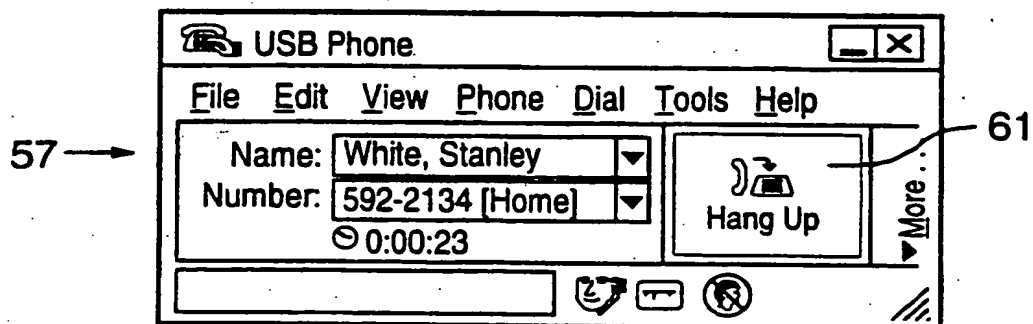 USB Phone
File Edit View Phone Dial Tools Help
57
Name: White, Stanley
Number: 592-2134 [Home]
0:00:23
Hang Up
More...
61